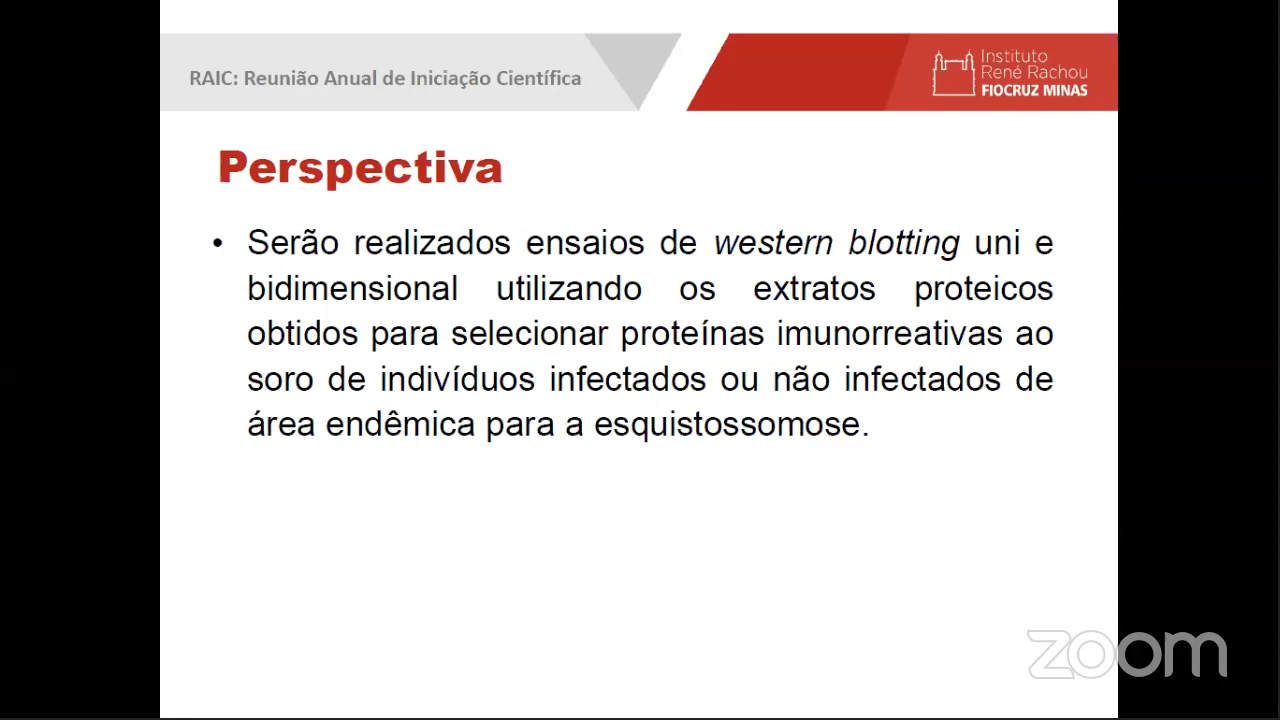 RAIC: Reunião Anual de Iniciação Científica
Instituto
René Rachou
FIOCRUZ MINAS
Perspectiva
• Serão realizados ensaios de western blotting uni e
bidimensional utilizando os extratos proteicos
obtidos para selecionar proteínas imunorreativas ao
soro de indivíduos infectados ou não infectados de
área endêmica para a esquistossomose.
zoom